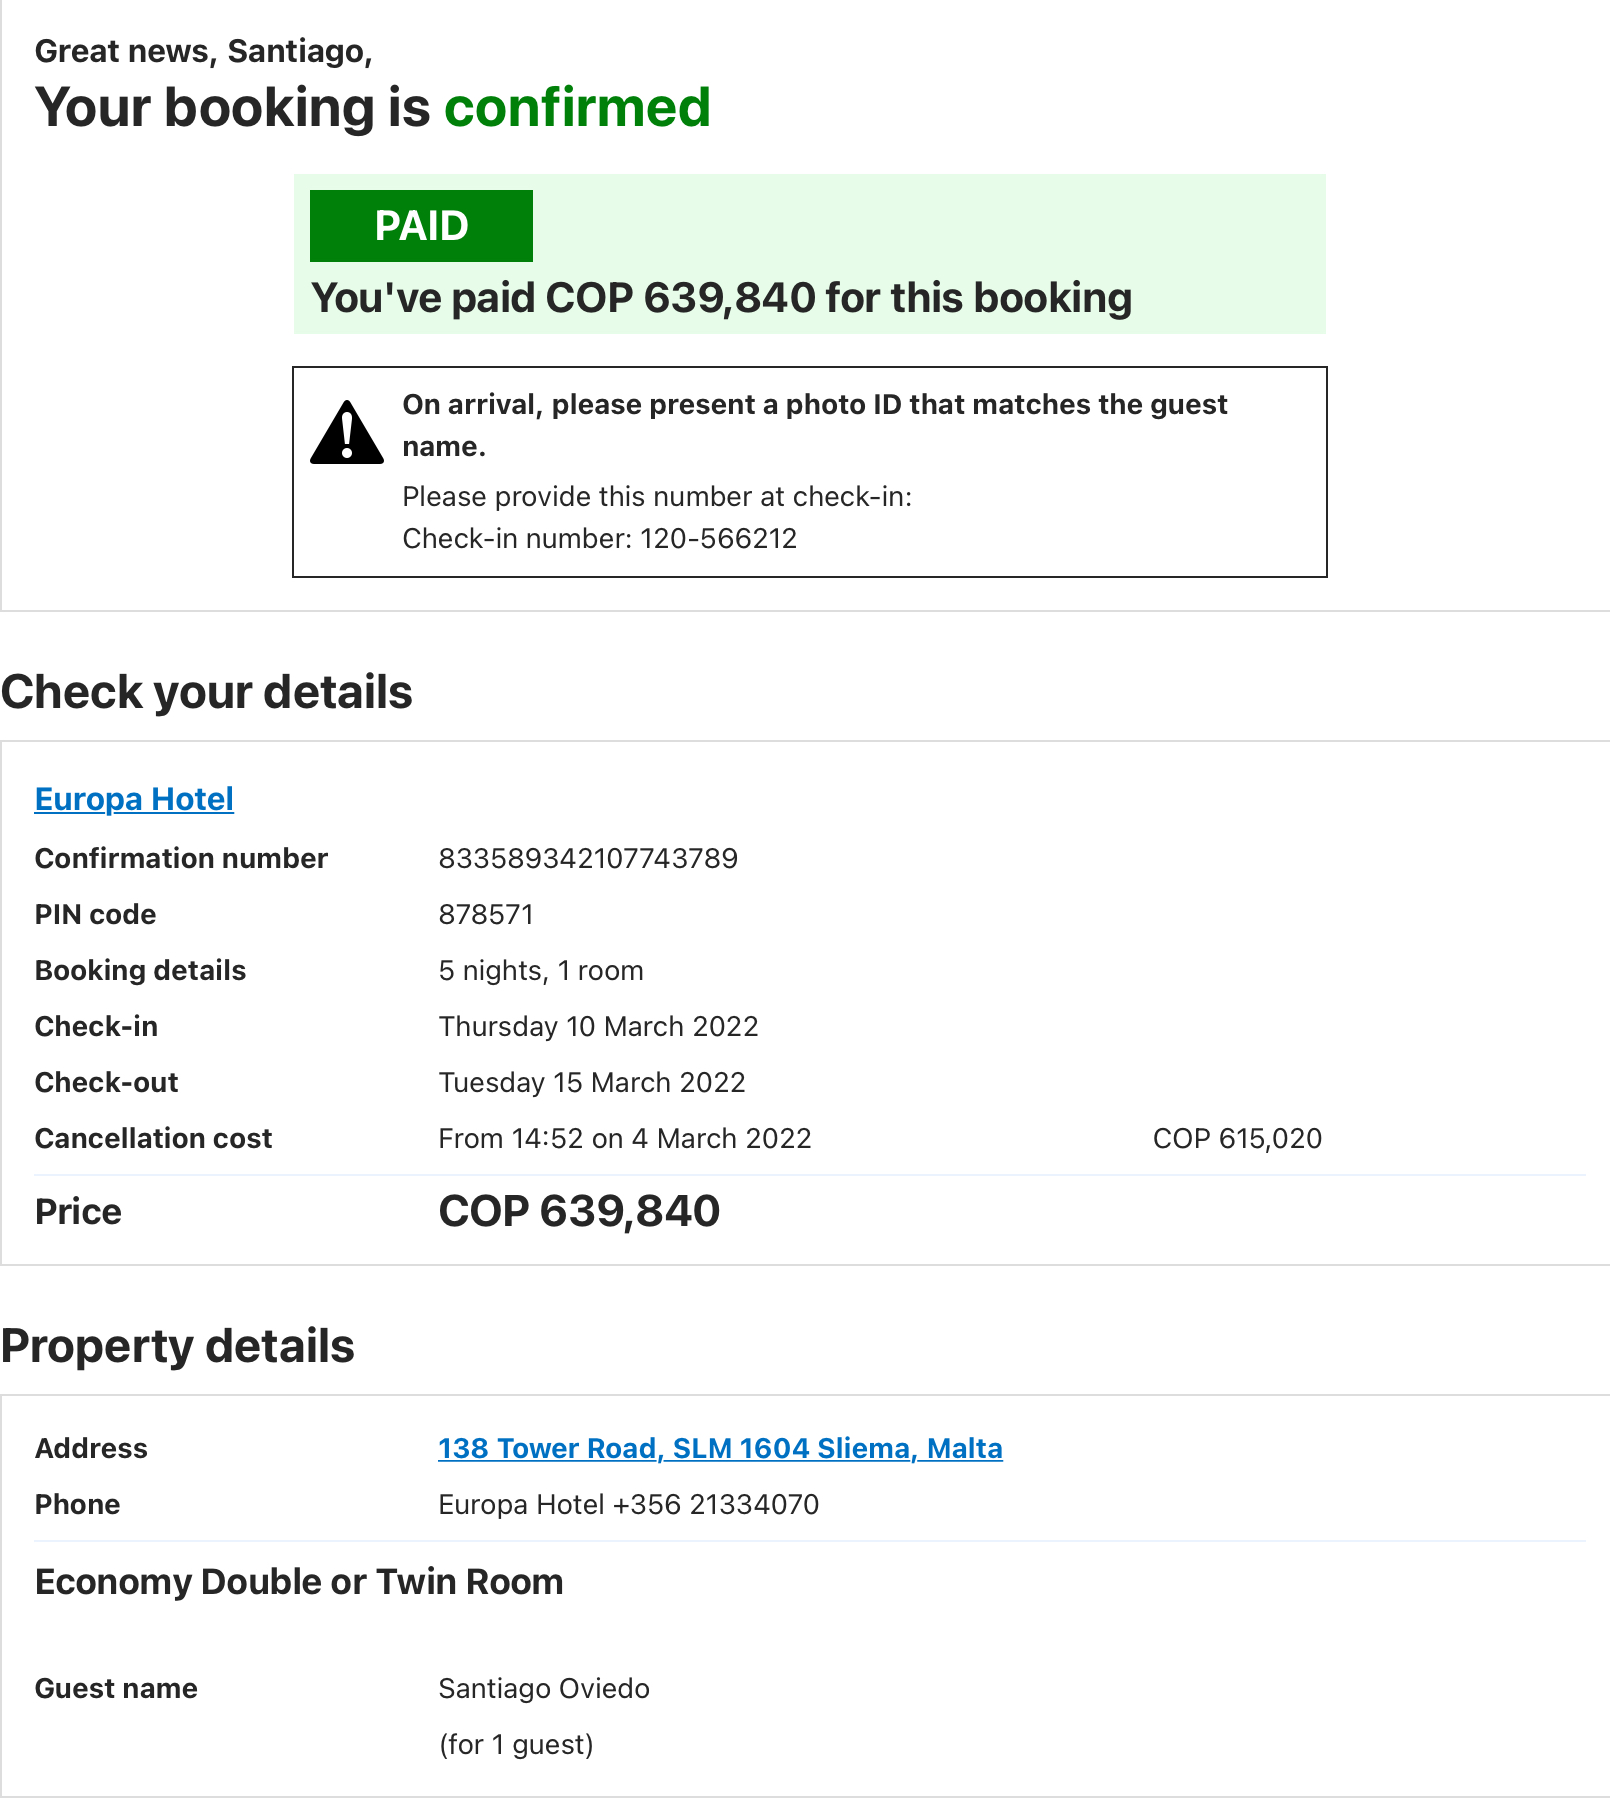 Great news, Santiago,
Your booking is confirmed
PAID
You've paid COP 639,840 for this booking
On arrival, please present a photo ID that matches the guest
name.
Please provide this number at check-in:
Check-in number: 120-566212
Check your details
Europa Hotel
Confirmation number 833589342107743789
PIN code 878571
Booking details 5 nights, 1 room
Check-in Thursday 10 March 2022
Check-out Tuesday 15 March 2022
Cancellation cost From 14:52 on 4 March 2022 COP 615,020
Price COP 639,840
Property details
Address 138 Tower Road, SLM 1604 Sliema, Malta
Phone Europa Hotel +356 21334070
Economy Double or Twin Room
Guest name Santiago Oviedo
(for 1 guest)